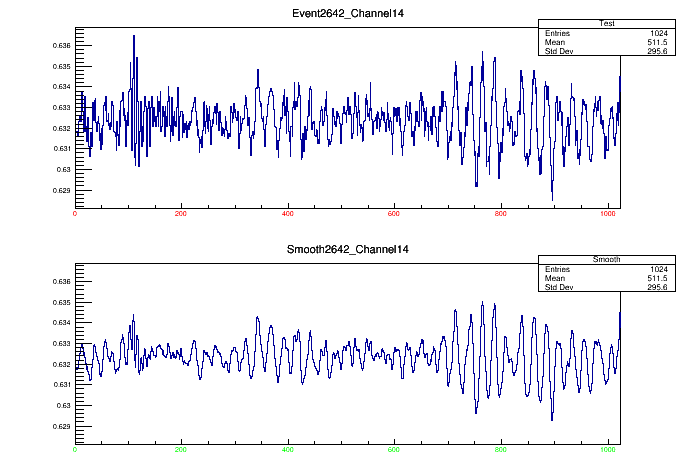 Event2642_Channel14
Test
Entries 1024
Mean 511.5
Std Dev 295.6
0.636
0.635
0.634
0.633
0.632
0.631
0.63
0.629
0 200 400 600 800 1000
Smooth2642_Channel14
Smooth
Entries 1024
Mean 511.5
Std Dev 295.6
0.636
0.635
0.634
0.633
0.632
0.631
0.63
0.629
0 200 400 600 800 1000